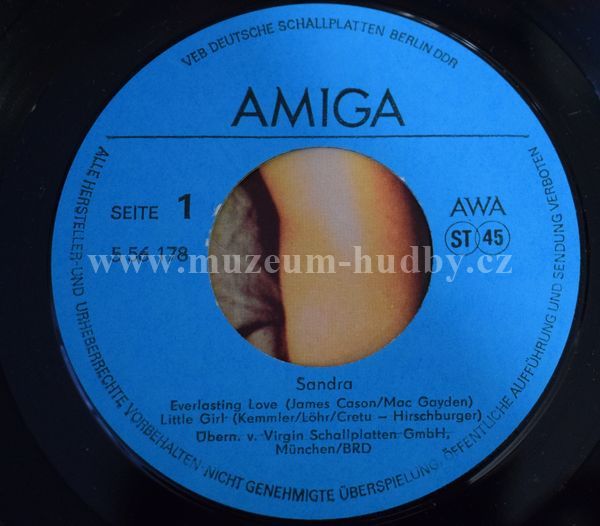 VEB DEUTSCHE SCHALLPLATTEN BERLIN DDR
AMIGA
SEITE 1
AWA
ST 45
5 56 178
www.muzeum-hudby.cz
Sandra
Everlasting Love (James Cason/Mac Gayden)
Little Girl (Kemmler/Löhr/Cretu – Hirschburger)
Übern. v. Virgin Schallplatten GmbH,
München/BRD
ALLE HERSTELLER- UND URHEBERRECHTE VORBEHALTEN · NICHT GENEHMIGTE ÜBERSPIELUNG, ÖFFENTLICHE AUFFÜHRUNG UND SENDUNG VERBOTEN